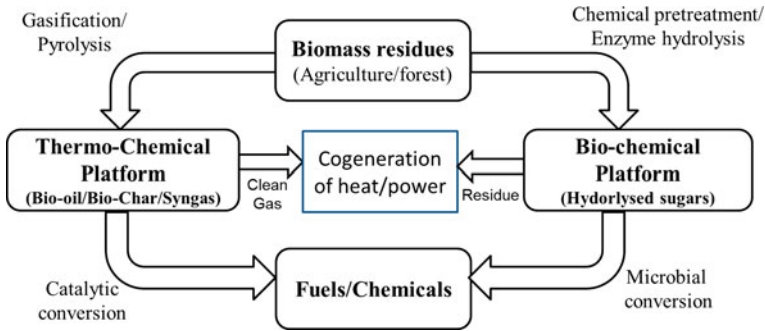 Gasification/
Pyrolysis
Biomass residues
(Agriculture/forest)
Chemical pretreatment/
Enzyme hydrolysis
Thermo-Chemical
Platform
(Bio-oil/Bio-Char/Syngas)
Clean
Gas
Cogeneration
of heat/power
Residue
Bio-chemical
Platform
(Hydorlysed sugars)
Catalytic
conversion
Fuels/Chemicals
Microbial
conversion